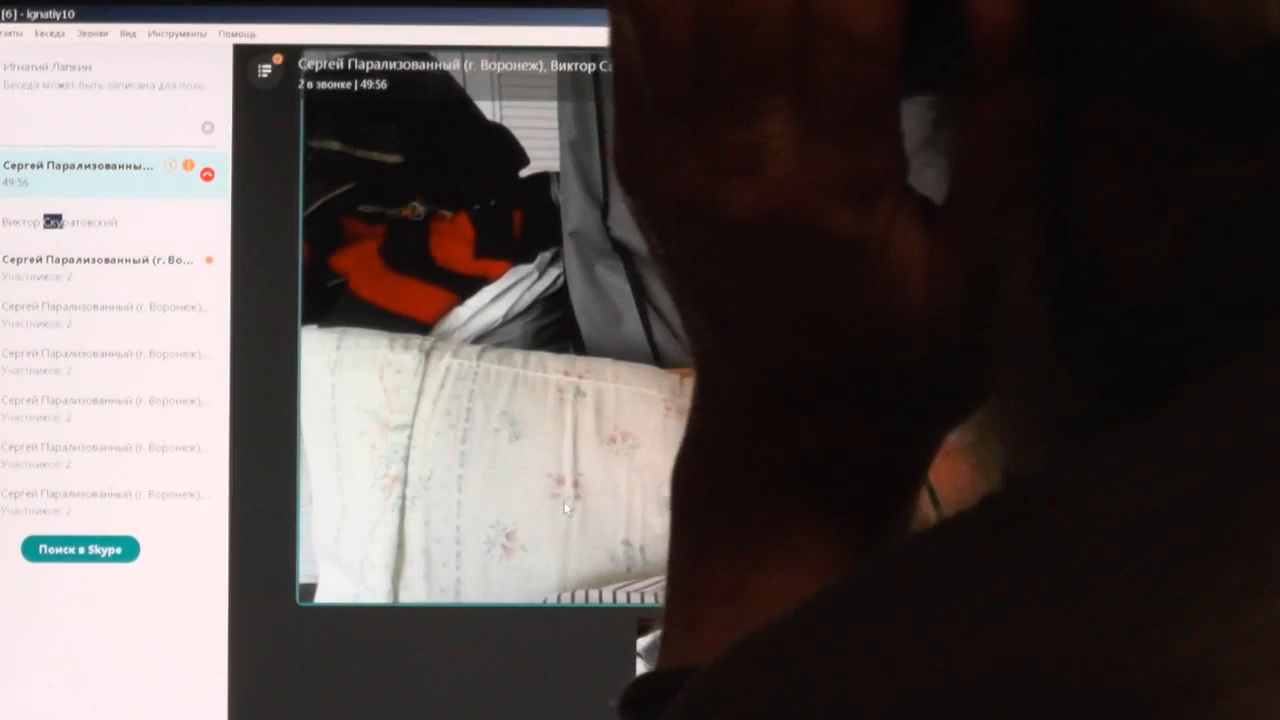 [6] - ignatiy10
такты Беседа Звонки Вид Инструменты Помощь
Игнатий Лапкин
Беседа может быть записана для поль...
Сергей Парализованны...
49:56
Виктор Скуратовский
Сергей Парализованный (г. Во...
Участников: 2
Сергей Парализованный (г. Воронеж),...
Участников: 2
Сергей Парализованный (г. Воронеж),...
Участников: 2
Сергей Парализованный (г. Воронеж),...
Участников: 2
Сергей Парализованный (г. Воронеж),...
Участников: 2
Сергей Парализованный (г. Воронеж),...
Участников: 2
Поиск в Skype
Сергей Парализованный (г. Воронеж), Виктор С
2 в звонке | 49:56